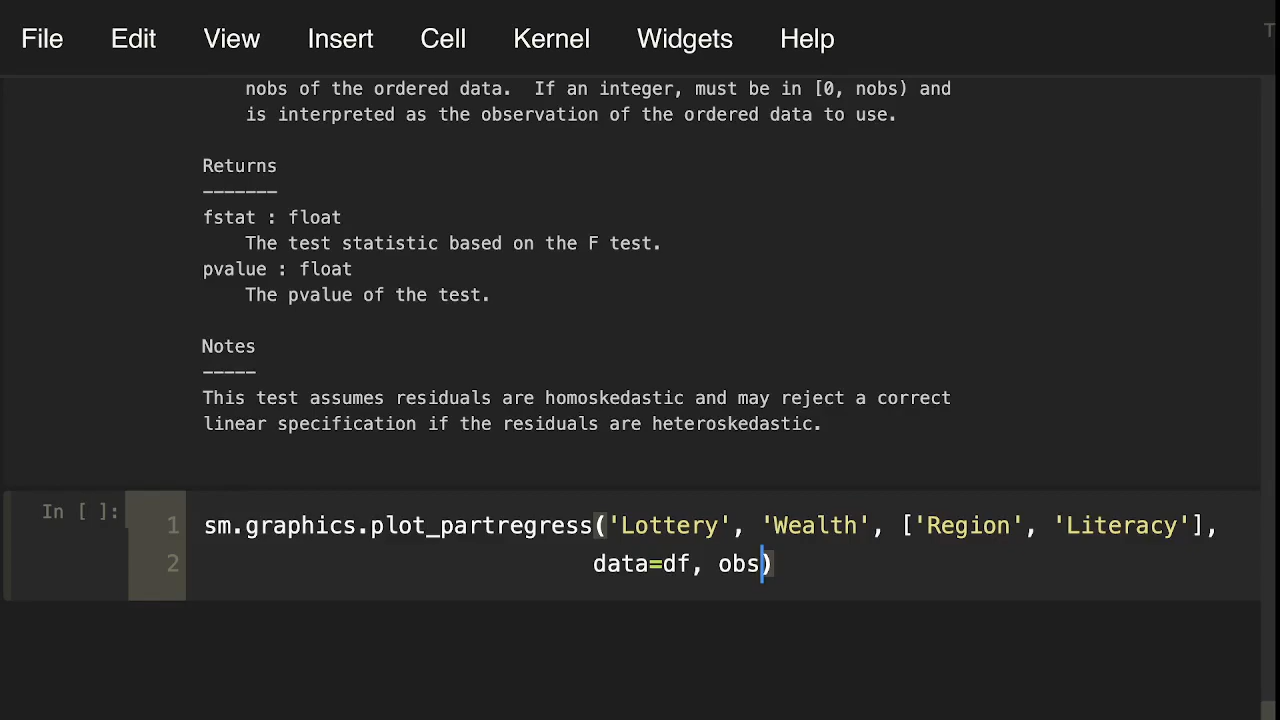 File Edit View Insert Cell Kernel Widgets Help
T
nobs of the ordered data.  If an integer, must be in [0, nobs) and
is interpreted as the observation of the ordered data to use.
Returns
-------
fstat : float
The test statistic based on the F test.
pvalue : float
The pvalue of the test.
Notes
-----
This test assumes residuals are homoskedastic and may reject a correct
linear specification if the residuals are heteroskedastic.
In [ ]:
1 sm.graphics.plot_partregress('Lottery', 'Wealth', ['Region', 'Literacy'],
2 data=df, obs)